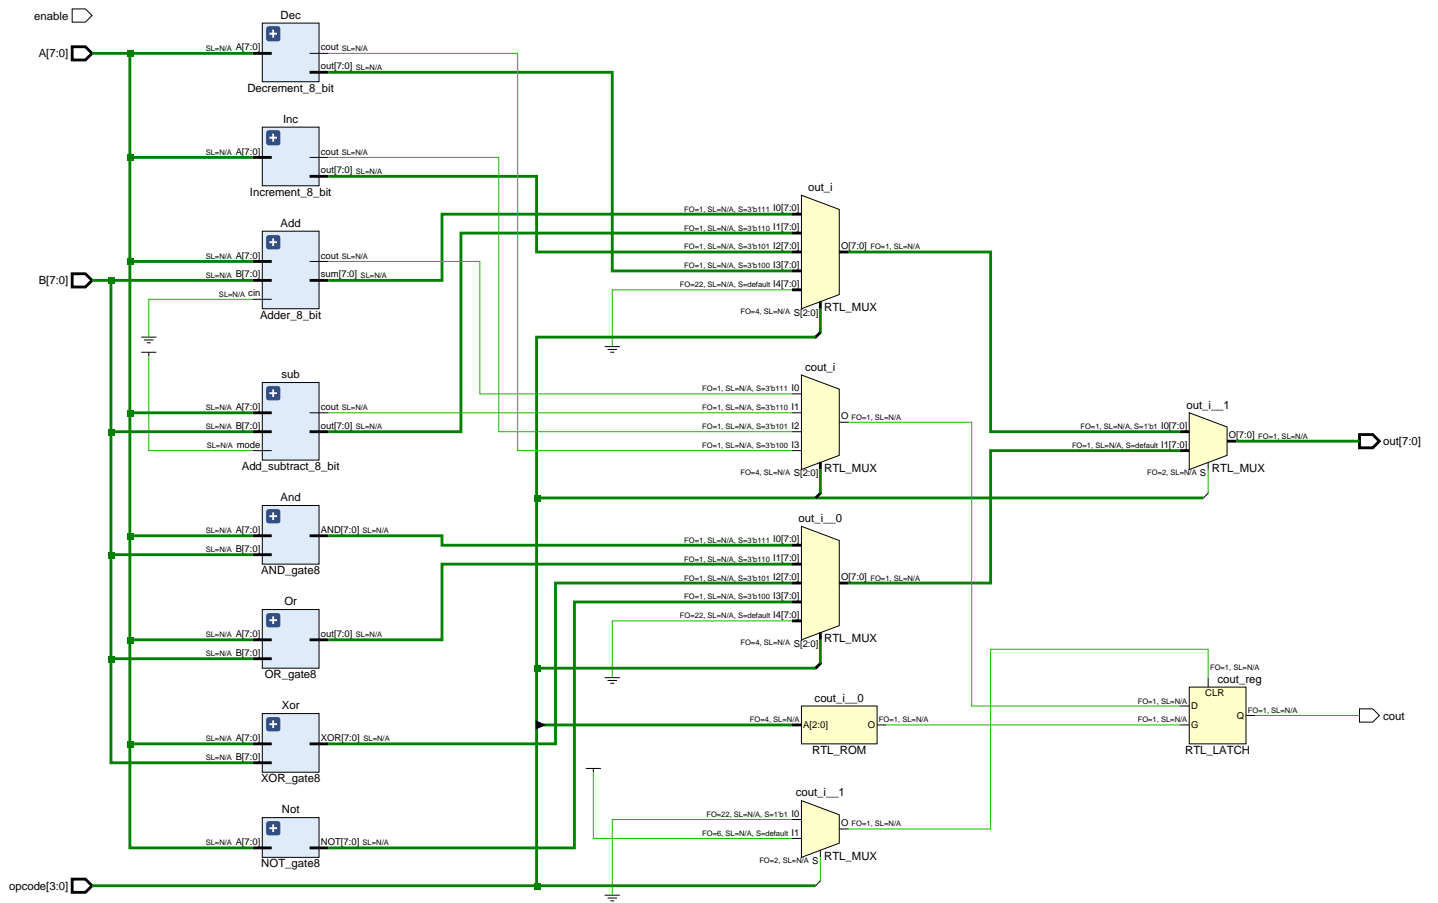 enable
A[7:0]
B[7:0]
opcode[3:0]
Dec
SL=N/A A[7:0]
cout SL=N/A
out[7:0] SL=N/A
Decrement_8_bit
Inc
SL=N/A A[7:0]
cout SL=N/A
out[7:0] SL=N/A
Increment_8_bit
Add
SL=N/A A[7:0]
SL=N/A B[7:0]
SL=N/A cin
cout SL=N/A
sum[7:0] SL=N/A
Adder_8_bit
sub
SL=N/A A[7:0]
SL=N/A B[7:0]
SL=N/A mode
cout SL=N/A
out[7:0] SL=N/A
Add_subtract_8_bit
And
SL=N/A A[7:0]
SL=N/A B[7:0]
AND[7:0] SL=N/A
AND_gate8
Or
SL=N/A A[7:0]
SL=N/A B[7:0]
out[7:0] SL=N/A
OR_gate8
Xor
SL=N/A A[7:0]
SL=N/A B[7:0]
XOR[7:0] SL=N/A
XOR_gate8
Not
SL=N/A A[7:0]
NOT[7:0] SL=N/A
NOT_gate8
out_i
FO=1, SL=N/A, S=3'b111 I0[7:0]
FO=1, SL=N/A, S=3'b110 I1[7:0]
FO=1, SL=N/A, S=3'b101 I2[7:0]
FO=1, SL=N/A, S=3'b100 I3[7:0]
FO=22, SL=N/A, S=default I4[7:0]
FO=4, SL=N/A S[2:0]
O[7:0] FO=1, SL=N/A
RTL_MUX
cout_i
FO=1, SL=N/A, S=3'b111 I0
FO=1, SL=N/A, S=3'b110 I1
FO=1, SL=N/A, S=3'b101 I2
FO=1, SL=N/A, S=3'b100 I3
FO=4, SL=N/A S[2:0]
O FO=1, SL=N/A
RTL_MUX
out_i__0
FO=1, SL=N/A, S=3'b111 I0[7:0]
FO=1, SL=N/A, S=3'b110 I1[7:0]
FO=1, SL=N/A, S=3'b101 I2[7:0]
FO=1, SL=N/A, S=3'b100 I3[7:0]
FO=22, SL=N/A, S=default I4[7:0]
FO=4, SL=N/A S[2:0]
O[7:0] FO=1, SL=N/A
RTL_MUX
cout_i__0
FO=4, SL=N/A A[2:0]
O FO=1, SL=N/A
RTL_ROM
cout_i__1
FO=22, SL=N/A, S=1'b1 I0
FO=6, SL=N/A, S=default I1
FO=2, SL=N/A S
O FO=1, SL=N/A
RTL_MUX
out_i__1
FO=1, SL=N/A, S=1'b1 I0[7:0]
FO=1, SL=N/A, S=default I1[7:0]
FO=2, SL=N/A S
O[7:0] FO=1, SL=N/A
RTL_MUX
out[7:0]
FO=1, SL=N/A
cout_reg
CLR
FO=1, SL=N/A D
FO=1, SL=N/A G
Q FO=1, SL=N/A
RTL_LATCH
cout